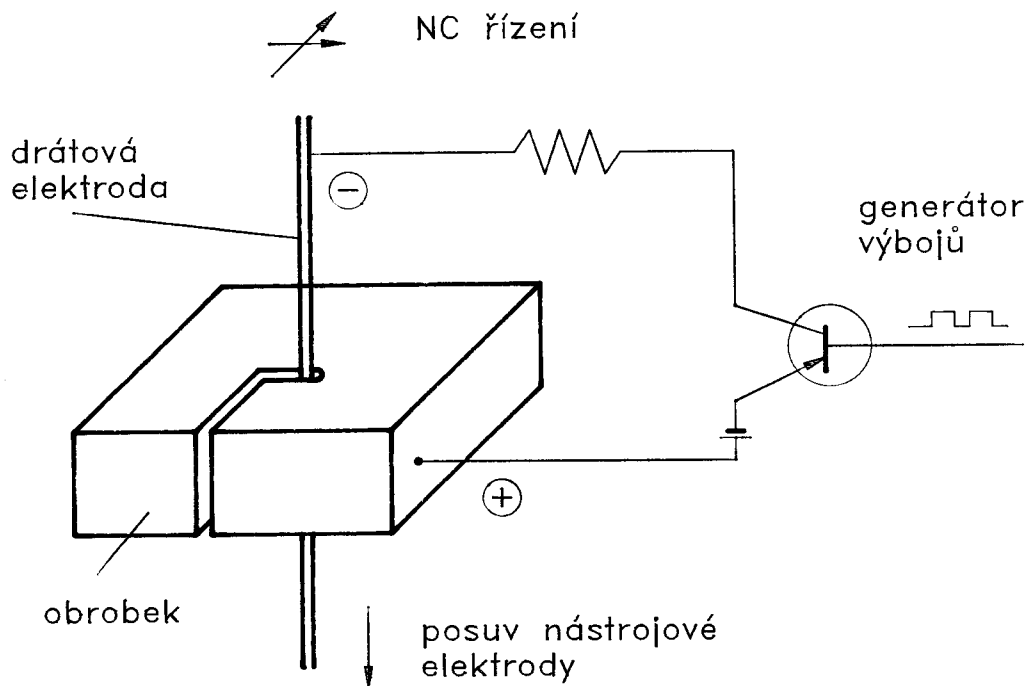 NC řízení
drátová
elektroda
−
generátor
výbojů
+
obrobek
posuv nástrojové
elektrody